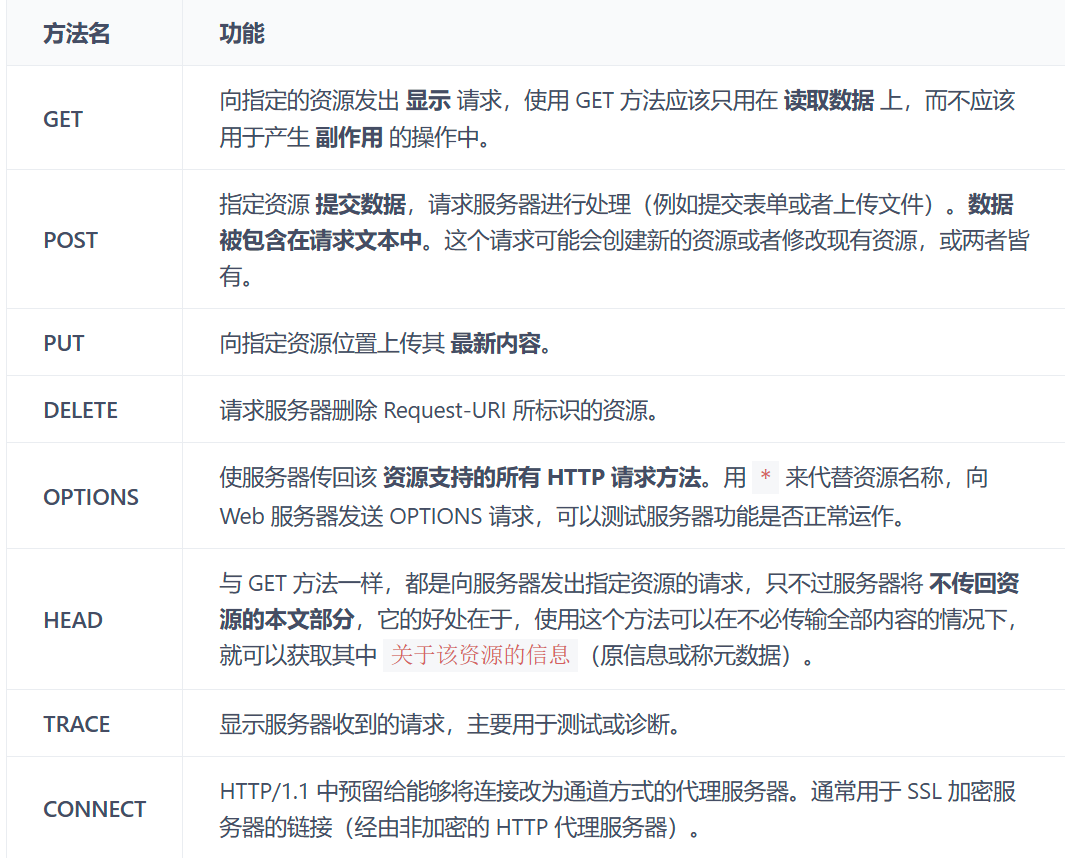 方法名 功能
GET 向指定的资源发出 显示 请求，使用 GET 方法应该只用在 读取数据 上，而不应该
用于产生 副作用 的操作中。
POST 指定资源 提交数据，请求服务器进行处理（例如提交表单或者上传文件）。数据
被包含在请求文本中。这个请求可能会创建新的资源或者修改现有资源，或两者皆
有。
PUT 向指定资源位置上传其 最新内容。
DELETE 请求服务器删除 Request-URI 所标识的资源。
OPTIONS 使服务器传回该 资源支持的所有 HTTP 请求方法。用 * 来代替资源名称，向
Web 服务器发送 OPTIONS 请求，可以测试服务器功能是否正常运作。
HEAD 与 GET 方法一样，都是向服务器发出指定资源的请求，只不过服务器将 不传回资
源的本文部分，它的好处在于，使用这个方法可以在不必传输全部内容的情况下，
就可以获取其中 关于该资源的信息 （原信息或称元数据）。
TRACE 显示服务器收到的请求，主要用于测试或诊断。
CONNECT HTTP/1.1 中预留给能够将连接改为通道方式的代理服务器。通常用于 SSL 加密服
务器的链接（经由非加密的 HTTP 代理服务器）。